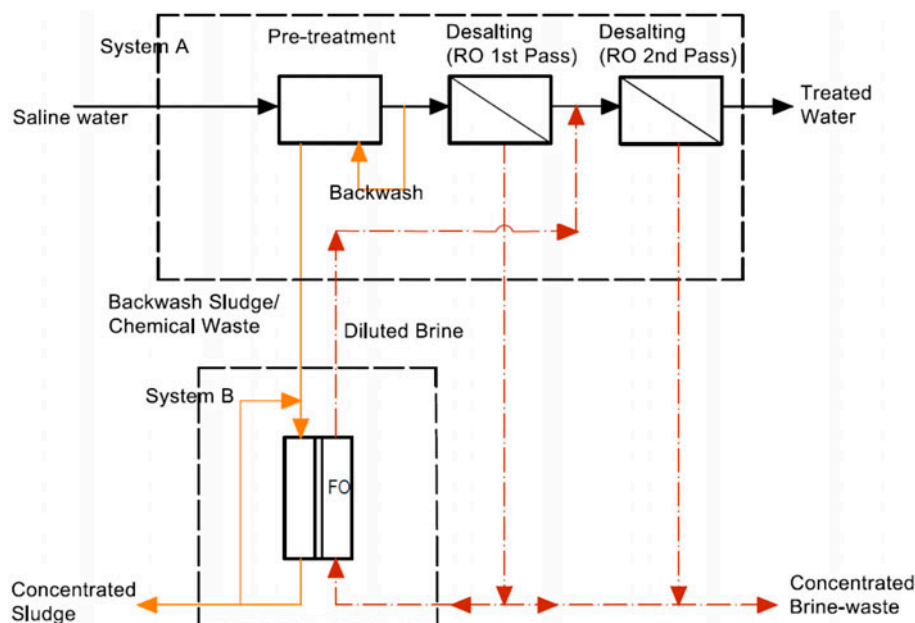 System A
Pre-treatment
Desalting
(RO 1st Pass)
Desalting
(RO 2nd Pass)
Saline water
Treated
Water
Backwash
Backwash Sludge/
Chemical Waste
Diluted Brine
System B
FO
Concentrated
Sludge
Concentrated
Brine-waste